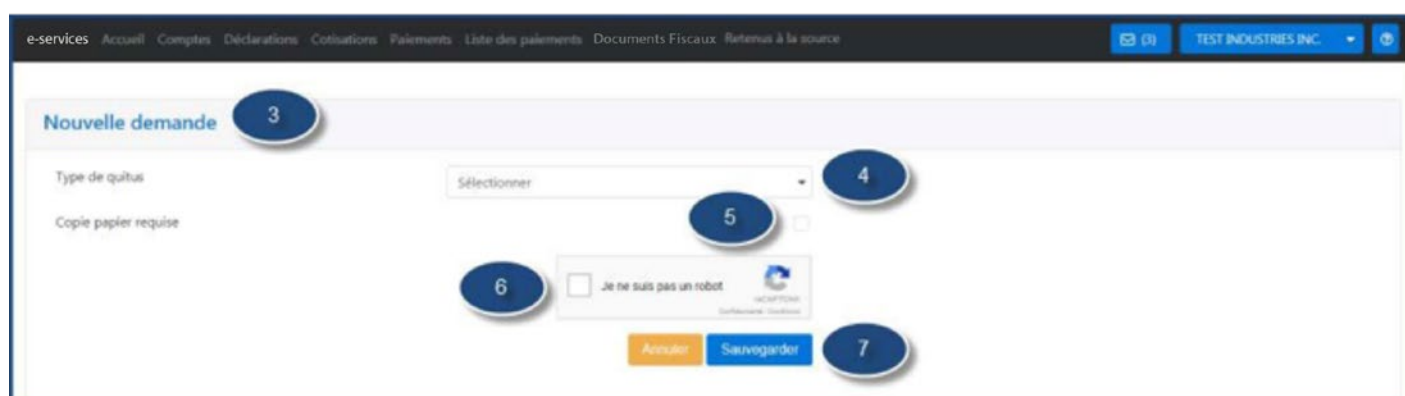 e-services Accueil Comptes Déclarations Cotisations Paiements Liste des paiements Documents Fiscaux Retenus à la source (3) TEST INDUSTRIES INC.
Nouvelle demande 3
Type de quitus Sélectionner 4
Copie papier requise 5
6 Je ne suis pas un robot
reCAPTCHA
Confidentialité - Conditions
Annuler Sauvegarder 7